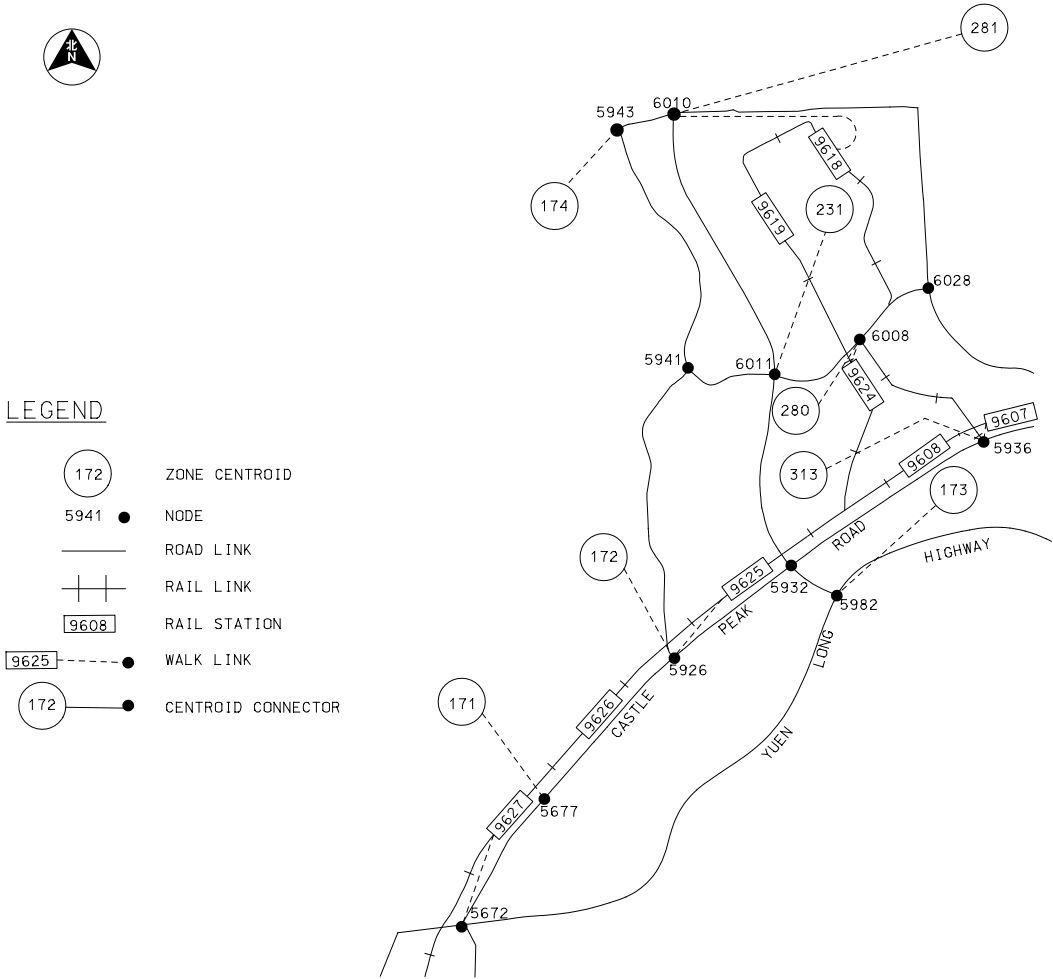 北
N
281
5943
6010
9618
174
9619
231
6028
6008
5941
6011
9624
280
9607
9608
5936
313
173
ROAD
HIGHWAY
172
9625
5932
5982
PEAK
LONG
5926
171
9626
CASTLE
YUEN
9627
5677
5672
LEGEND
172 ZONE CENTROID
5941 NODE
ROAD LINK
RAIL LINK
9608 RAIL STATION
9625 WALK LINK
172 CENTROID CONNECTOR